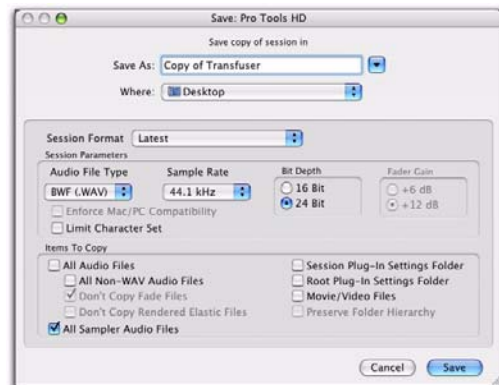 Save: Pro Tools HD
Save copy of session in
Save As: Copy of Transfuser
Where: Desktop
Session Format Latest
Session Parameters
Audio File Type Sample Rate Bit Depth Fader Gain
BWF (.WAV) 44.1 kHz 16 Bit +6 dB
24 Bit +12 dB
Enforce Mac/PC Compatibility
Limit Character Set
Items To Copy
All Audio Files Session Plug-In Settings Folder
All Non-WAV Audio Files Root Plug-In Settings Folder
Don't Copy Fade Files Movie/Video Files
Don't Copy Rendered Elastic Files Preserve Folder Hierarchy
All Sampler Audio Files
Cancel Save